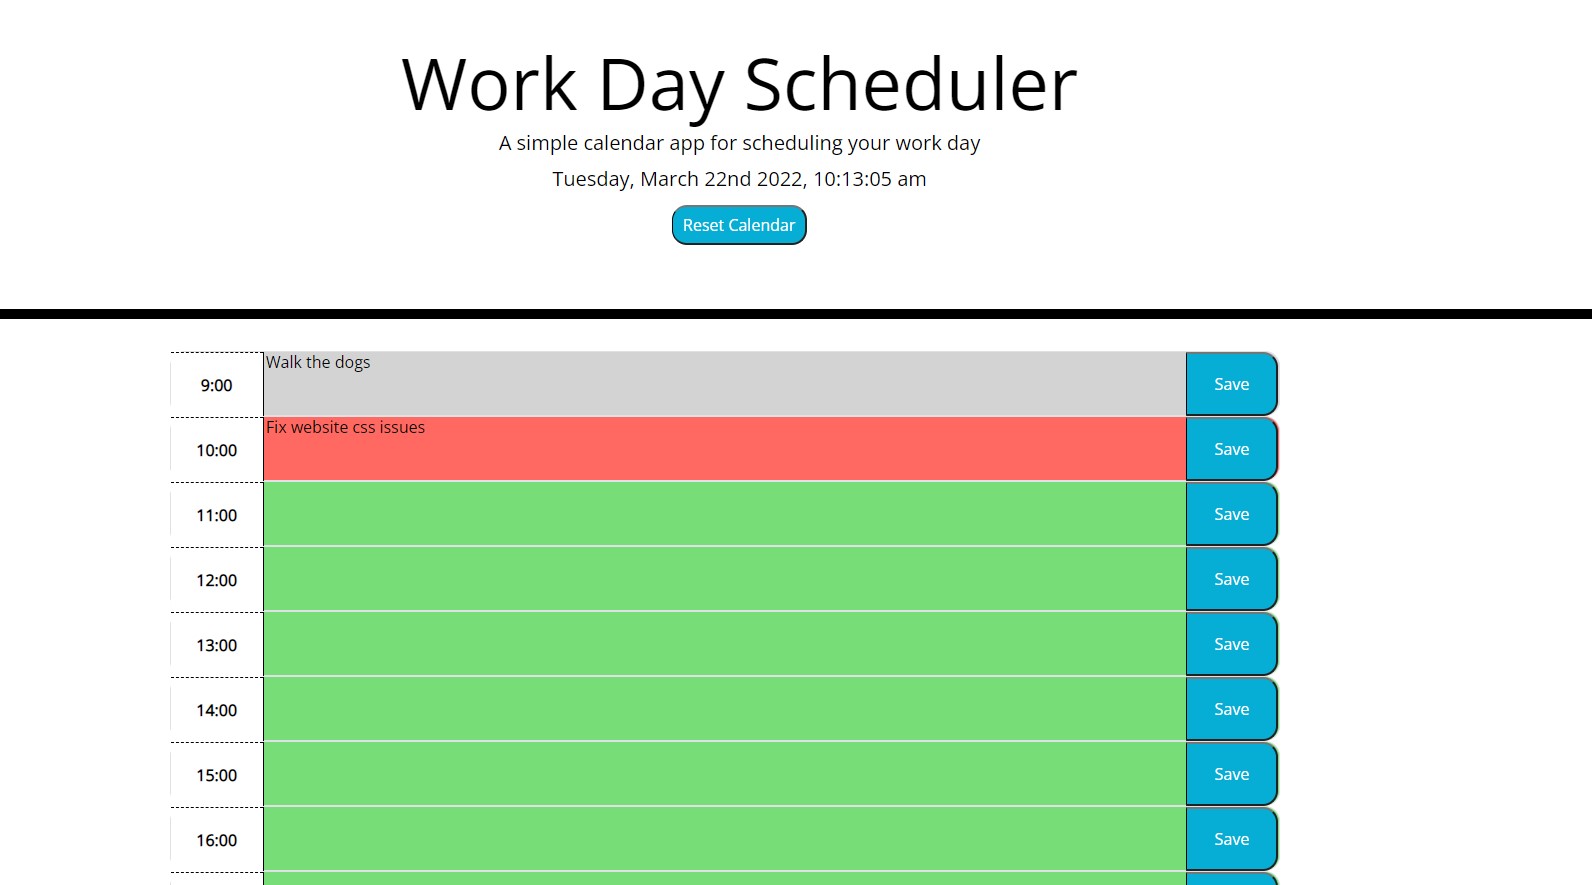 Work Day Scheduler
A simple calendar app for scheduling your work day
Tuesday, March 22nd 2022, 10:13:05 am
Reset Calendar
9:00 Walk the dogs Save
10:00 Fix website css issues Save
11:00 Save
12:00 Save
13:00 Save
14:00 Save
15:00 Save
16:00 Save